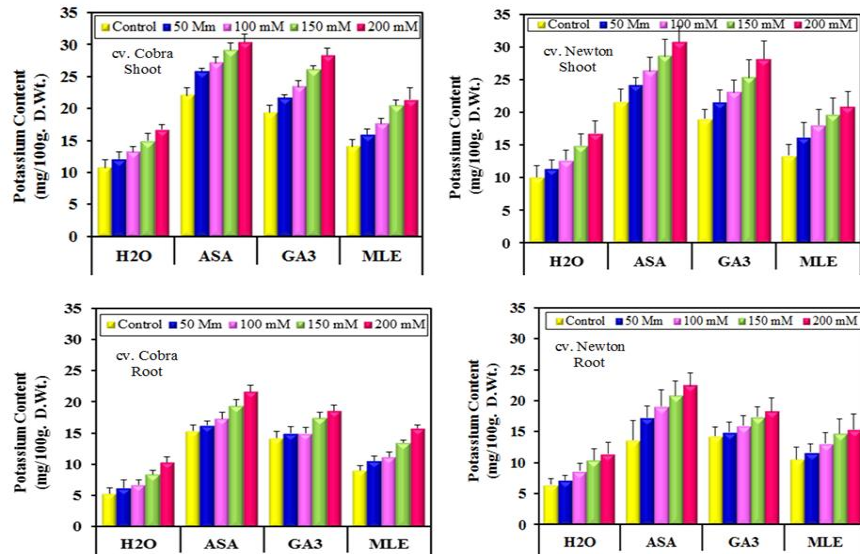 Control 50 Mm 100 mM 150 mM 200 mM
cv. Cobra
Shoot
Potassium Content
(mg/100g. D.Wt.)
35
30
25
20
15
10
5
0
H2O ASA GA3 MLE
Control 50 Mm 100 mM 150 mM 200 mM
cv. Newton
Shoot
Potassium Content
(mg/100g. D.Wt.)
35
30
25
20
15
10
5
0
H2O ASA GA3 MLE
Control 50 Mm 100 mM 150 mM 200 mM
cv. Cobra
Root
Potassium Content
(mg/100g. D.Wt.)
35
30
25
20
15
10
5
0
H2O ASA GA3 MLE
Control 50 Mm 100 mM 150 mM 200 mM
cv. Newton
Root
Potassium Content
(mg/100g. D.Wt.)
35
30
25
20
15
10
5
0
H2O ASA GA3 MLE